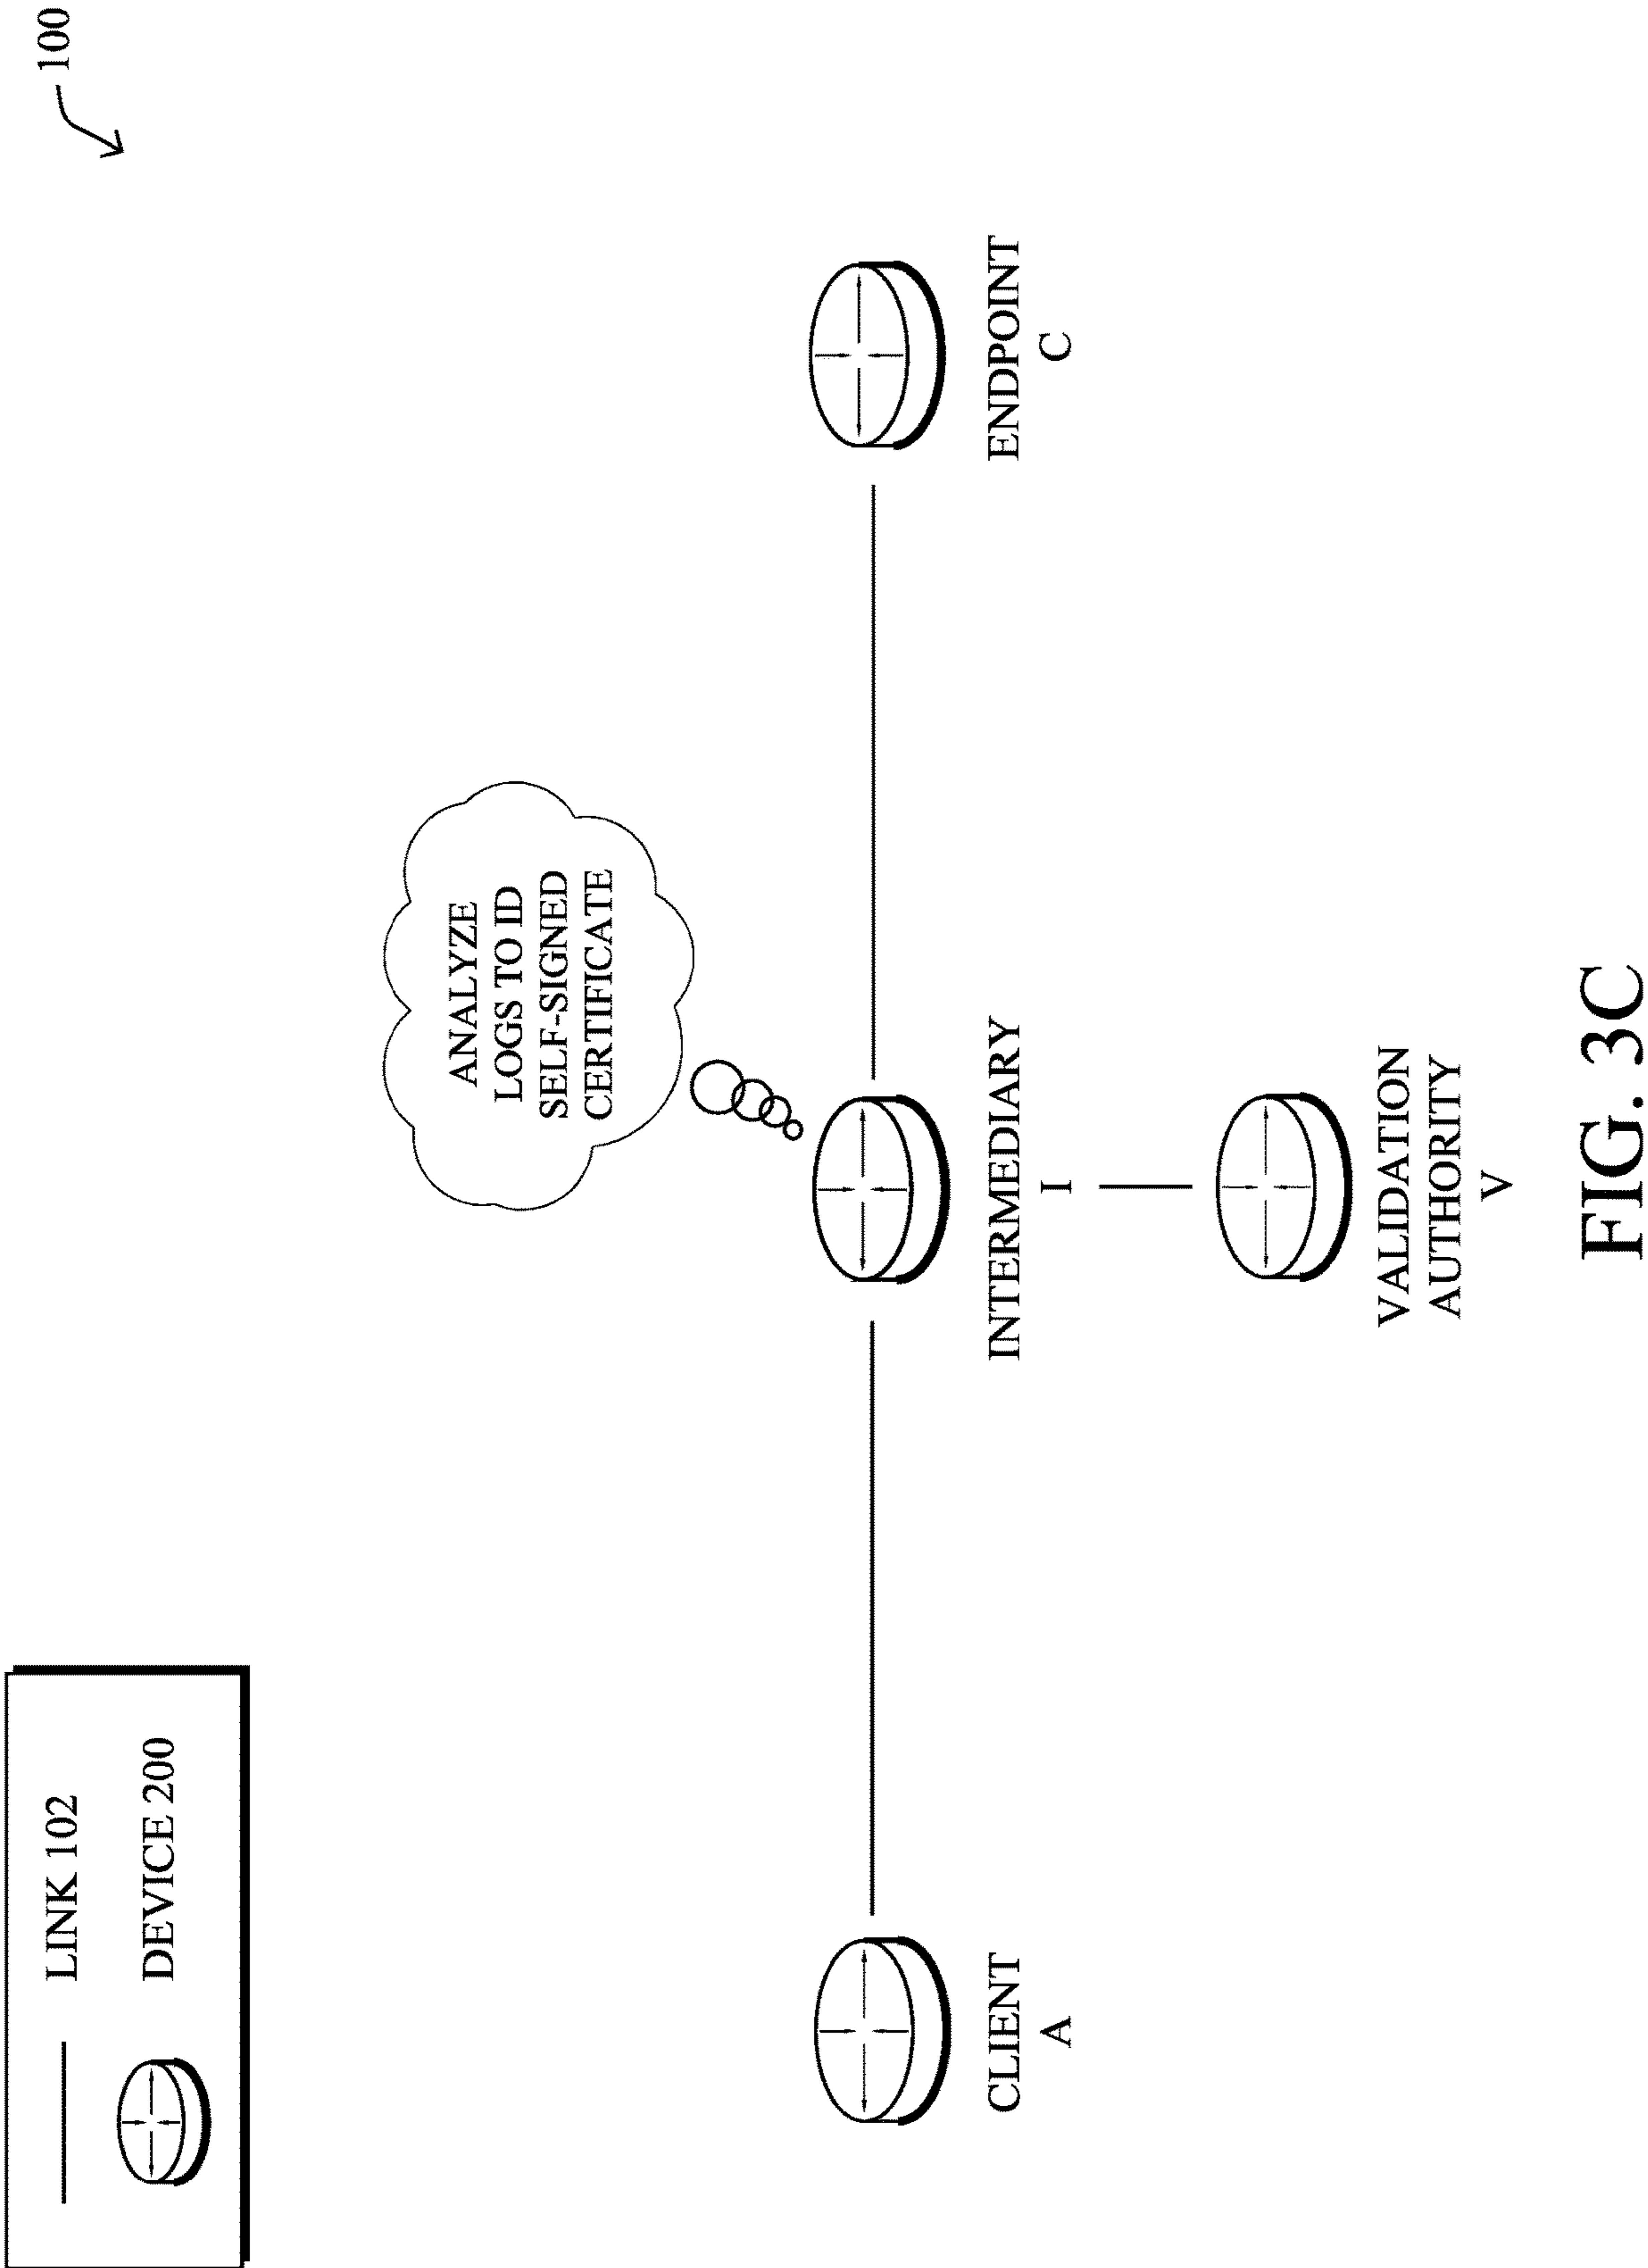 LINK 102
DEVICE 200
100
ANALYZE
LOGS TO ID
SELF-SIGNED
CERTIFICATE
CLIENT
A
INTERMEDIARY
I
ENDPOINT
C
VALIDATION
AUTHORITY
V
FIG. 3C